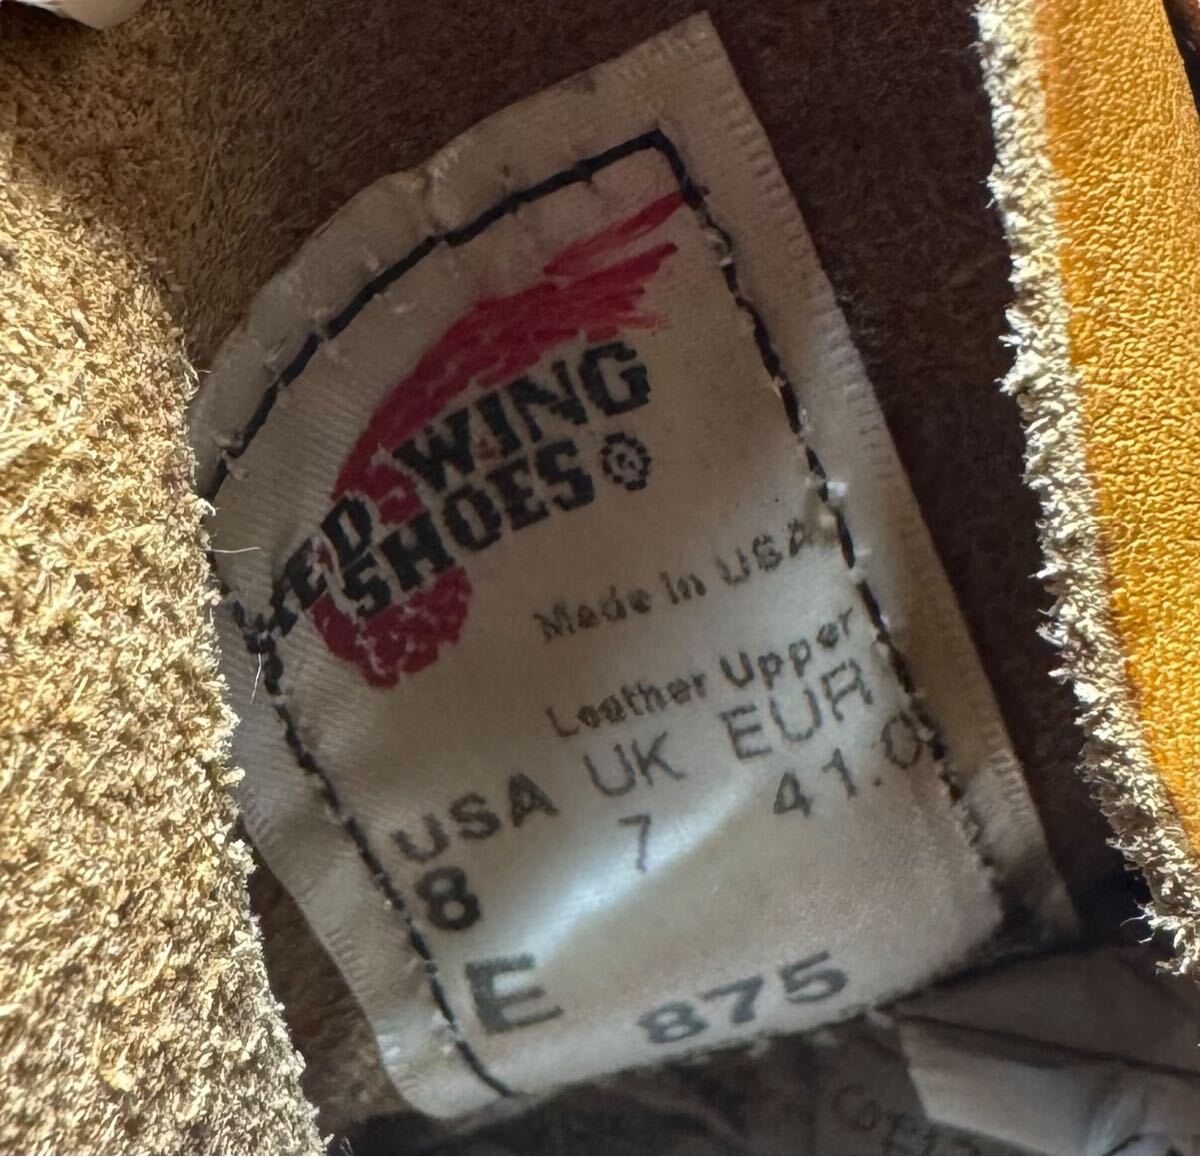 RED WING
SHOES
Made in USA
Leather Upper
USA UK EUR
8 7 41.0
E 875